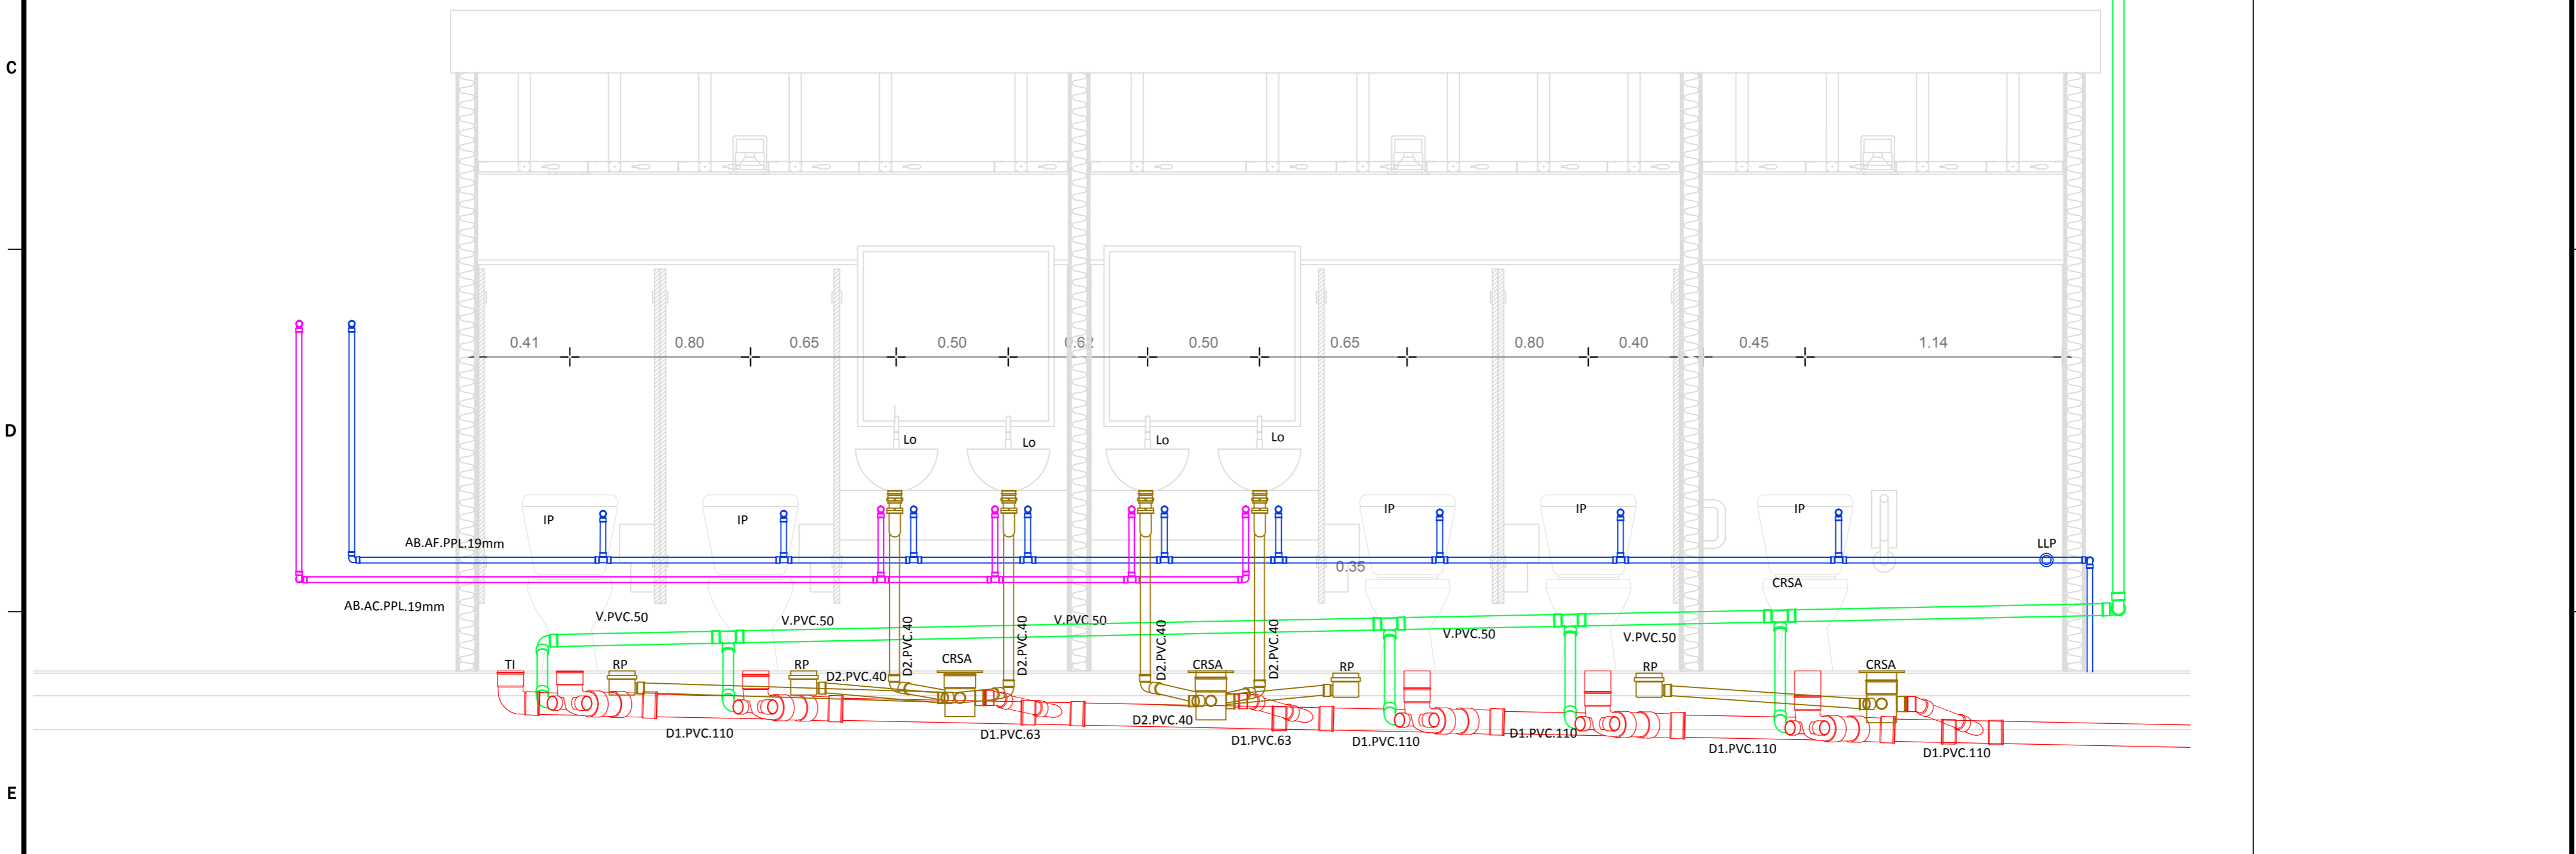 C
0.41
0.80
0.65
0.50
0.62
0.50
0.65
0.80
0.40
0.45
1.14
D
Lo
Lo
Lo
Lo
IP
IP
IP
IP
IP
AB.AF.PPL.19mm
LLP
0.35
CRSA
AB.AC.PPL.19mm
V.PVC.50
V.PVC.50
V.PVC.50
V.PVC.50
V.PVC.50
D2.PVC.40
D2.PVC.40
D2.PVC.40
D2.PVC.40
TI
RP
RP
D2.PVC.40
CRSA
CRSA
RP
RP
CRSA
D2.PVC.40
D1.PVC.110
D1.PVC.63
D1.PVC.63
D1.PVC.110
D1.PVC.110
D1.PVC.110
D1.PVC.110
E